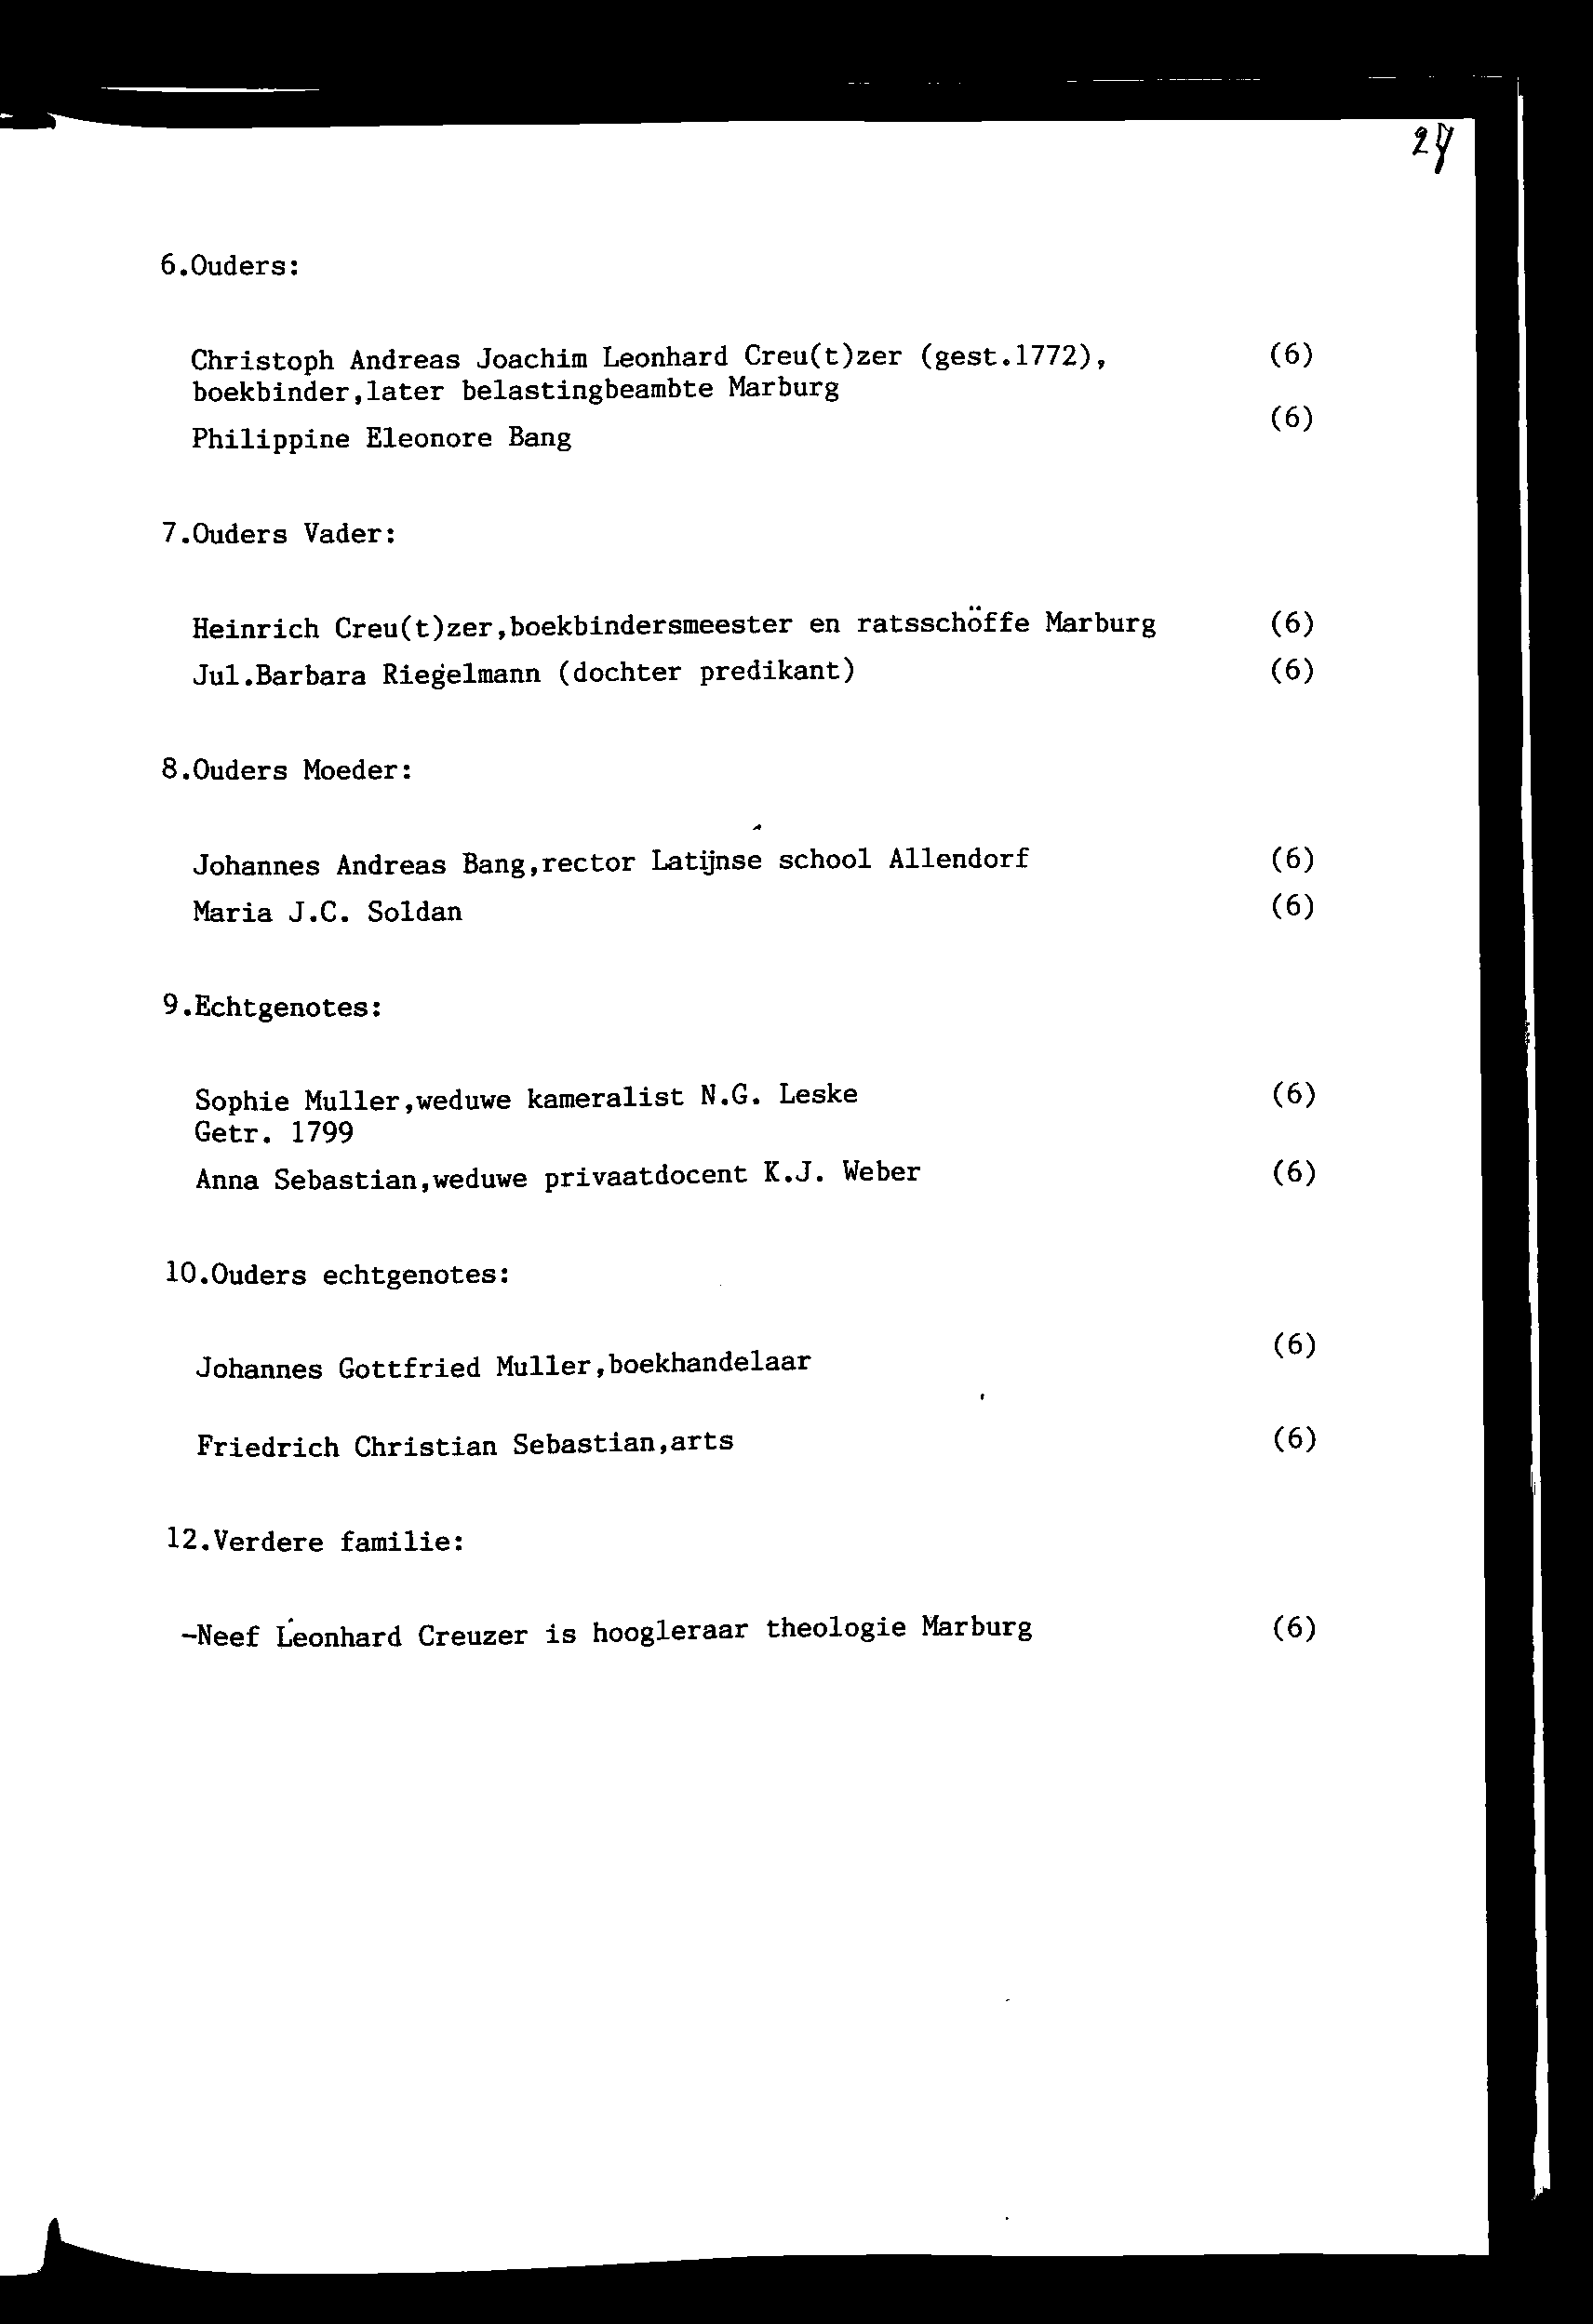 6.Ouders:
Christoph Andreas Joachim Leonhard Creu(t)zer (gest.1772), (6)
boekbinder,later belastingbeambte Marburg
Philippine Eleonore Bang (6)
7.Ouders Vader:
Heinrich Creu(t)zer,boekbindersmeester en ratsschöffe Marburg (6)
Jul.Barbara Riegelmann (dochter predikant) (6)
8.Ouders Moeder:
Johannes Andreas Bang,rector Latijnse school Allendorf (6)
Maria J.C. Soldan (6)
9.Echtgenotes:
Sophie Muller,weduwe kameralist N.G. Leske (6)
Getr. 1799
Anna Sebastian,weduwe privaatdocent K.J. Weber (6)
10.Ouders echtgenotes:
Johannes Gottfried Muller,boekhandelaar (6)
Friedrich Christian Sebastian,arts (6)
12.Verdere familie:
-Neef Leonhard Creuzer is hoogleraar theologie Marburg (6)